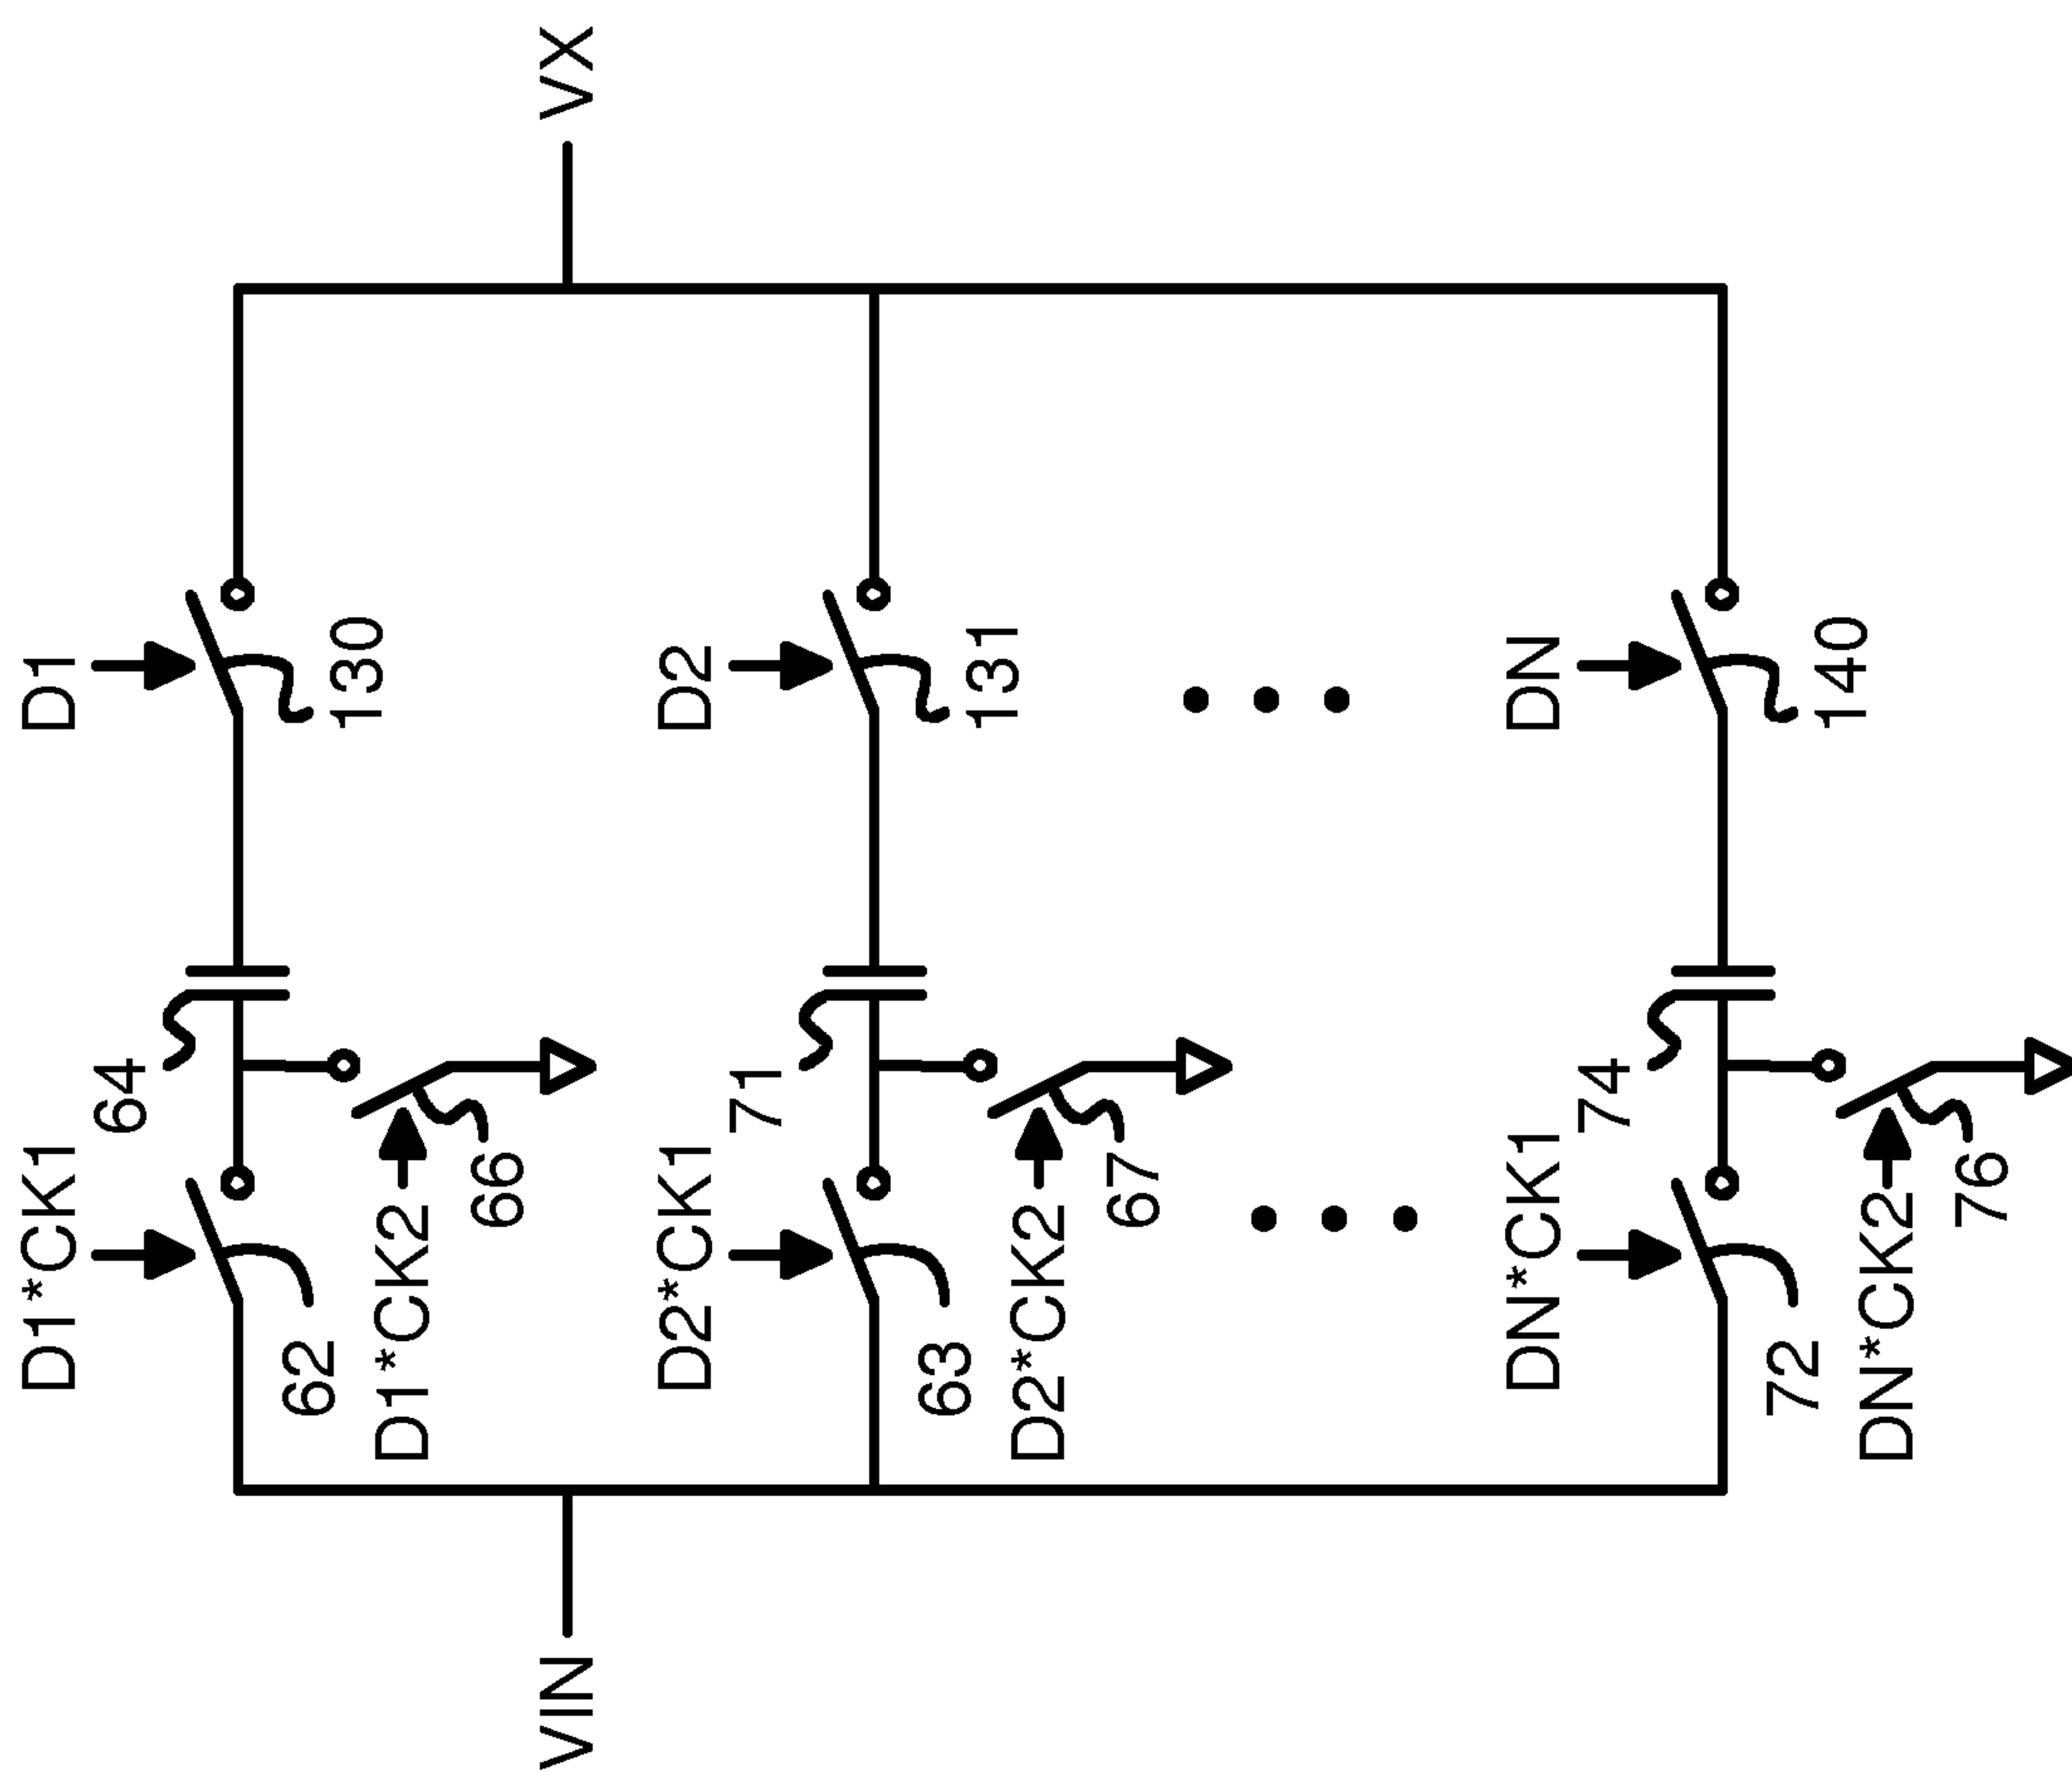 D1*CK1
64
D1
62
D1*CK2
66
130
VIN
VX
D2*CK1
71
D2
63
D2*CK2
67
131
DN*CK1
74
DN
72
DN*CK2
76
140